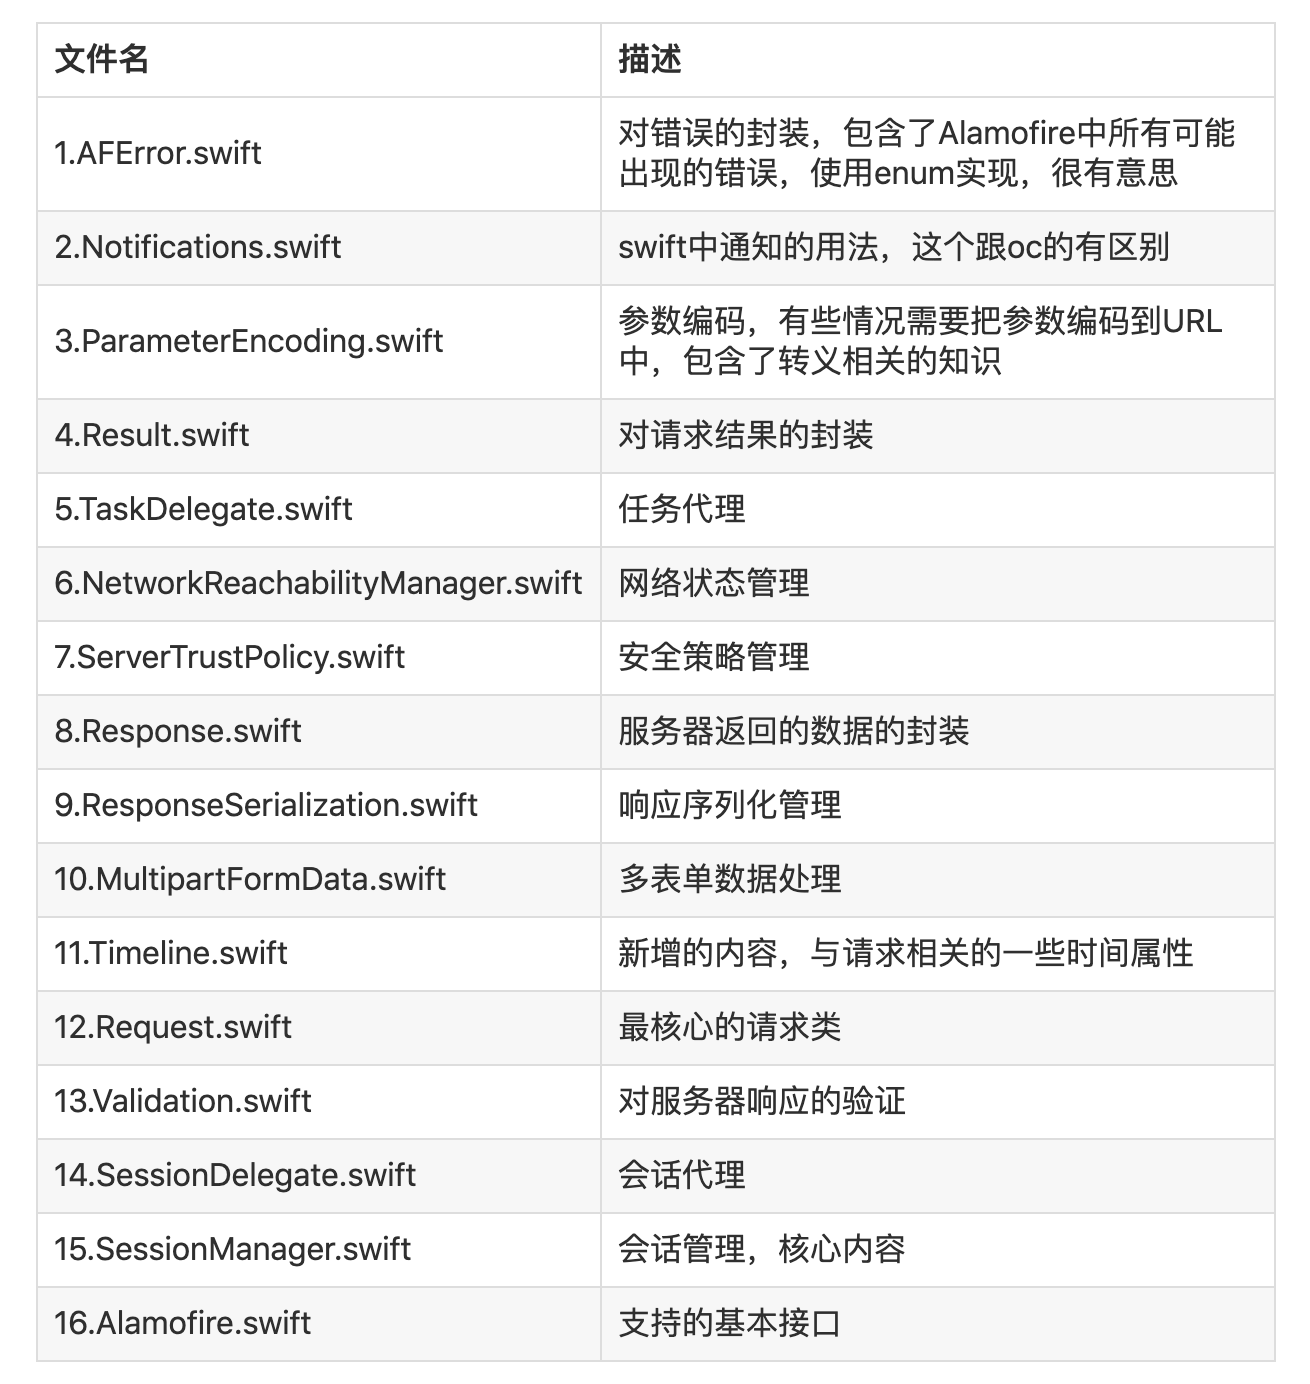 文件名
描述
1.AFError.swift
对错误的封装，包含了Alamofire中所有可能
出现的错误，使用enum实现，很有意思
2.Notifications.swift
swift中通知的用法，这个跟oc的有区别
3.ParameterEncoding.swift
参数编码，有些情况需要把参数编码到URL
中，包含了转义相关的知识
4.Result.swift
对请求结果的封装
5.TaskDelegate.swift
任务代理
6.NetworkReachabilityManager.swift
网络状态管理
7.ServerTrustPolicy.swift
安全策略管理
8.Response.swift
服务器返回的数据的封装
9.ResponseSerialization.swift
响应序列化管理
10.MultipartFormData.swift
多表单数据处理
11.Timeline.swift
新增的内容，与请求相关的一些时间属性
12.Request.swift
最核心的请求类
13.Validation.swift
对服务器响应的验证
14.SessionDelegate.swift
会话代理
15.SessionManager.swift
会话管理，核心内容
16.Alamofire.swift
支持的基本接口